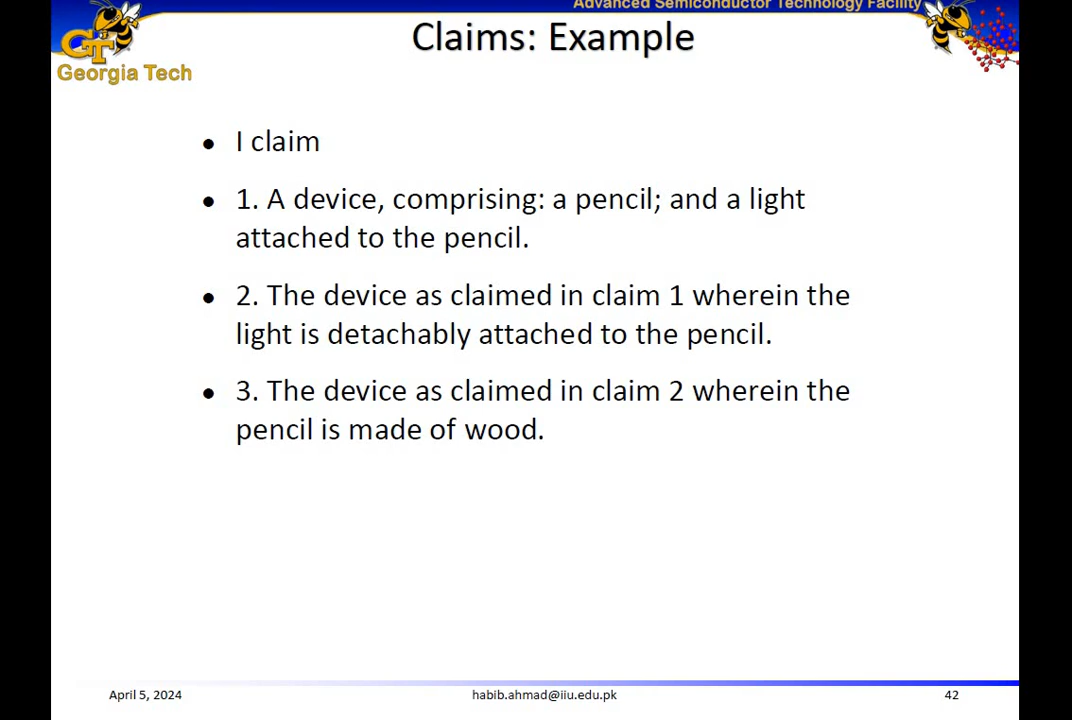 Advanced Semiconductor Technology Facility
Claims: Example
GT
Georgia Tech
• I claim
• 1. A device, comprising: a pencil; and a light
attached to the pencil.
• 2. The device as claimed in claim 1 wherein the
light is detachably attached to the pencil.
• 3. The device as claimed in claim 2 wherein the
pencil is made of wood.
April 5, 2024
habib.ahmad@iiu.edu.pk
42